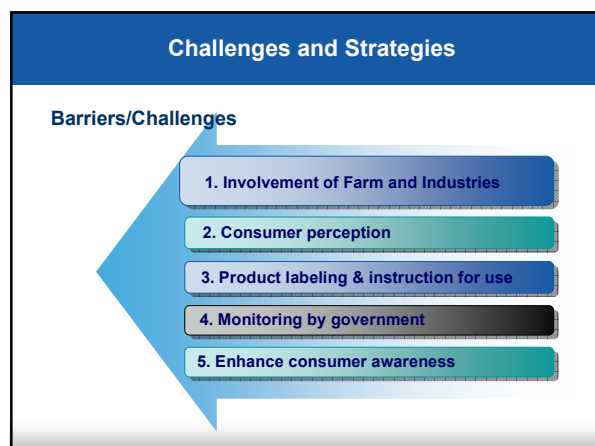 Challenges and Strategies
Barriers/Challenges
1. Involvement of Farm and Industries
2. Consumer perception
3. Product labeling & instruction for use
4. Monitoring by government
5. Enhance consumer awareness